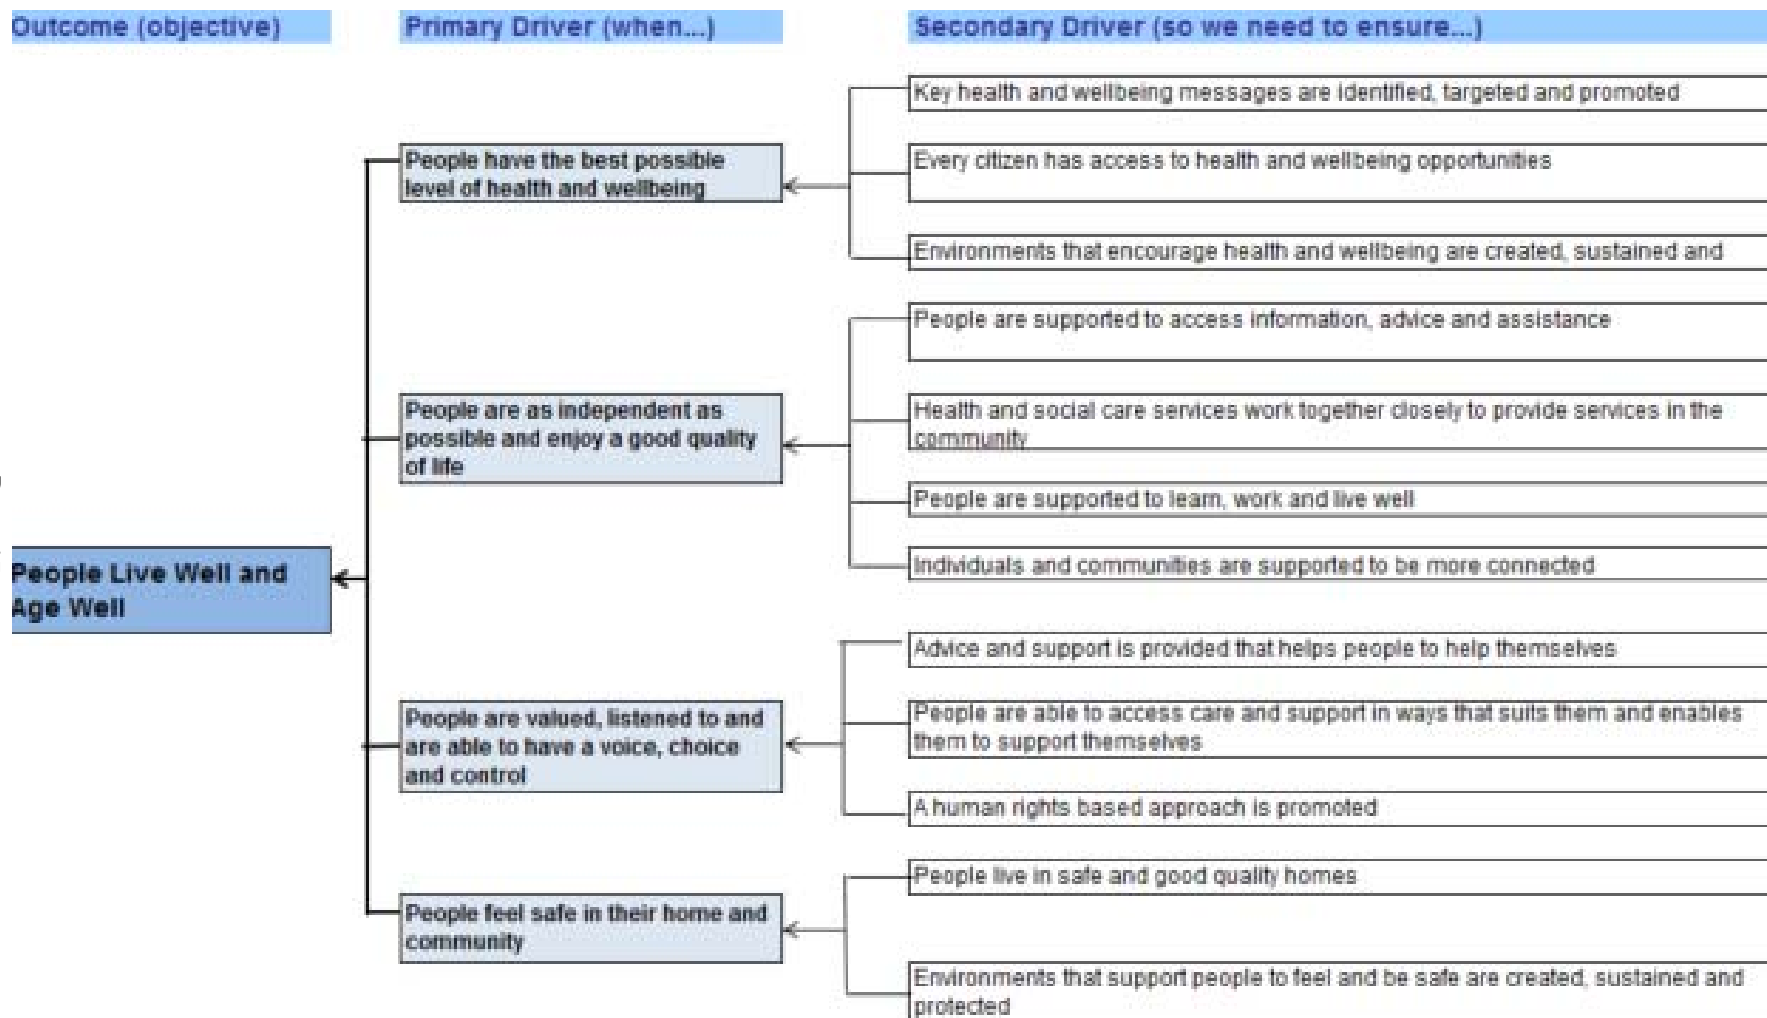 Outcome (objective)
Primary Driver (when...)
Secondary Driver (so we need to ensure...)
People Live Well and
Age Well
People have the best possible
level of health and wellbeing
Key health and wellbeing messages are identified, targeted and promoted
Every citizen has access to health and wellbeing opportunities
Environments that encourage health and wellbeing are created, sustained and
People are as independent as
possible and enjoy a good quality
of life
People are supported to access information, advice and assistance
Health and social care services work together closely to provide services in the
community
People are supported to learn, work and live well
Individuals and communities are supported to be more connected
People are valued, listened to and
are able to have a voice, choice
and control
Advice and support is provided that helps people to help themselves
People are able to access care and support in ways that suits them and enables
them to support themselves
A human rights based approach is promoted
People feel safe in their home and
community
People live in safe and good quality homes
Environments that support people to feel and be safe are created, sustained and
protected